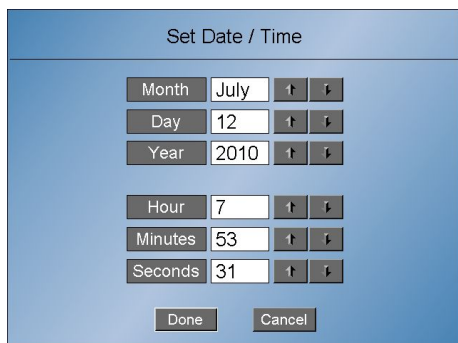 Set Date / Time
Month July
Day 12
Year 2010
Hour 7
Minutes 53
Seconds 31
Done Cancel